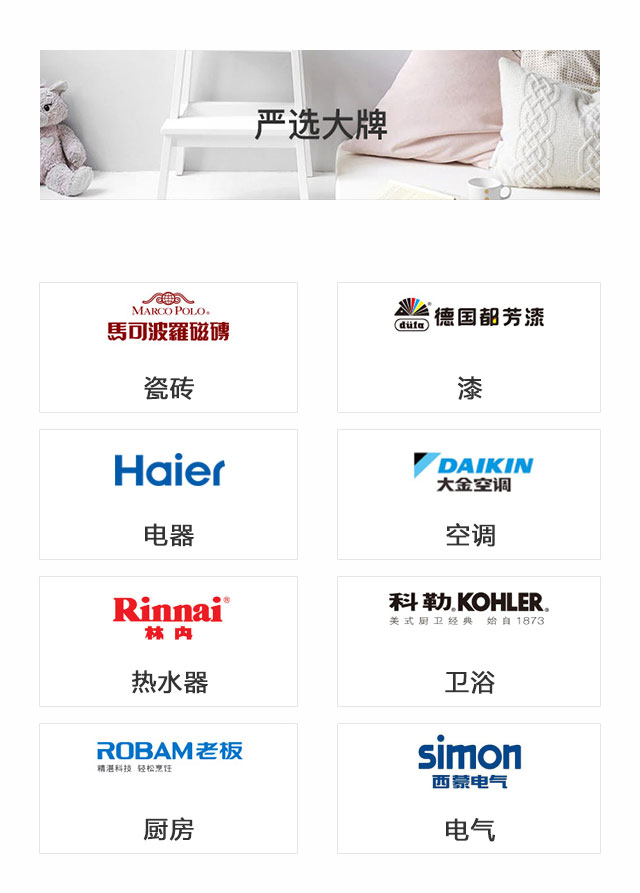 严选大牌
MARCO POLO®
馬可波羅磁磚
瓷砖
düfa®
德国都芳漆
漆
Haier
电器
DAIKIN
大金空调
空调
Rinnai®
林内
热水器
科勒®KOHLER®
美式厨卫经典 始自1873
卫浴
ROBAM老板
精湛科技 轻松烹饪
厨房
simon
西蒙电气
电气